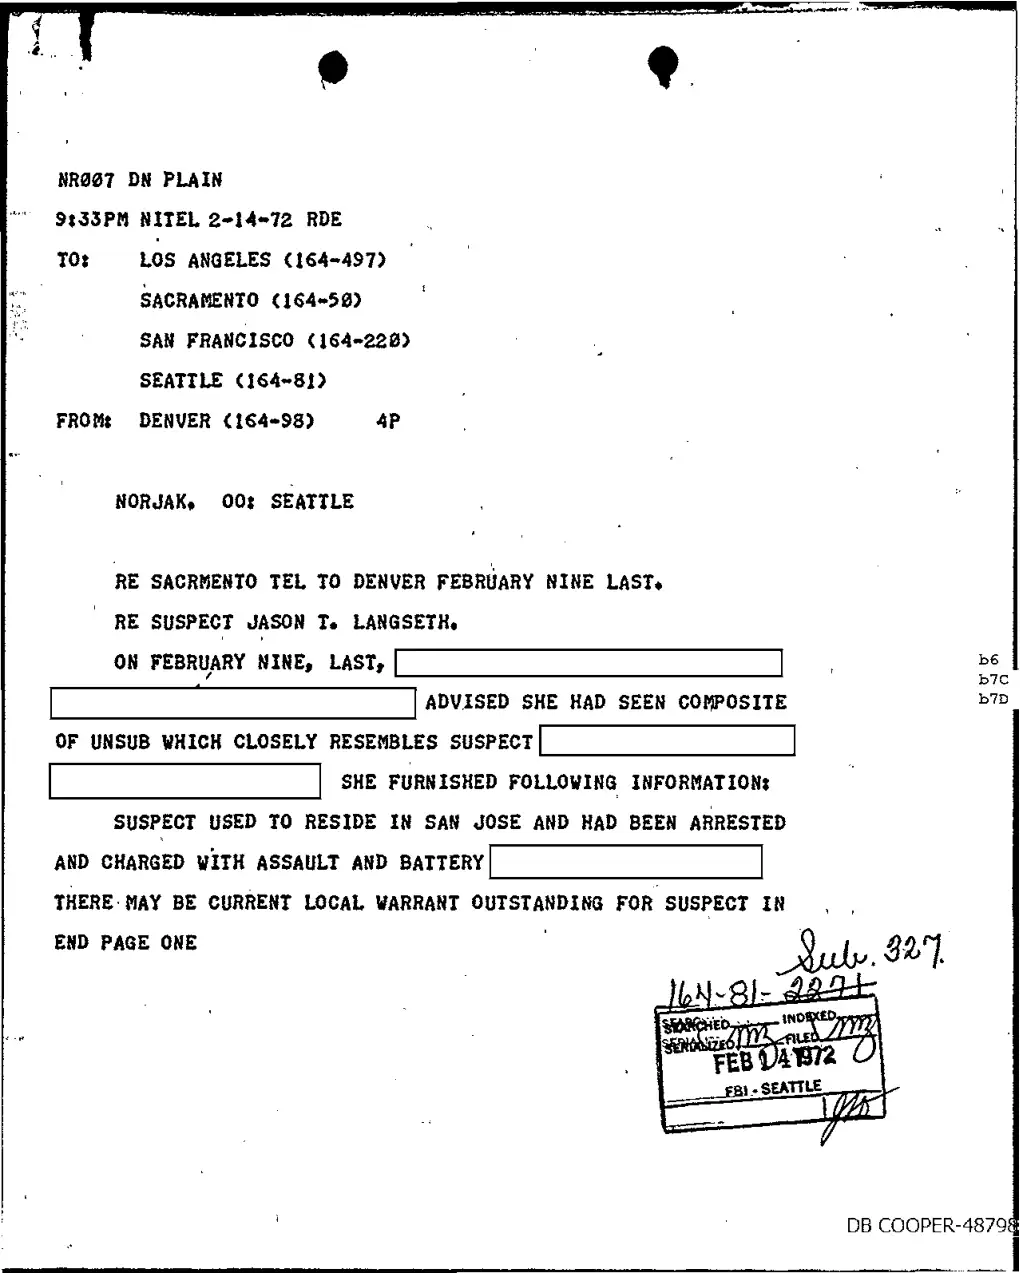 NR007 DN PLAIN
9:33PM NITEL 2-14-72 RDE
TO: LOS ANGELES (164-497)
SACRAMENTO (164-50)
SAN FRANCISCO (164-220)
SEATTLE (164-81)
FROM: DENVER (164-98) 4P
NORJAK. OO: SEATTLE
RE SACRMENTO TEL TO DENVER FEBRUARY NINE LAST.
RE SUSPECT JASON T. LANGSETH.
ON FEBRUARY NINE, LAST,
b6
b7C
ADVISED SHE HAD SEEN COMPOSITE
b7D
OF UNSUB WHICH CLOSELY RESEMBLES SUSPECT
SHE FURNISHED FOLLOWING INFORMATION:
SUSPECT USED TO RESIDE IN SAN JOSE AND HAD BEEN ARRESTED
AND CHARGED WITH ASSAULT AND BATTERY
THERE MAY BE CURRENT LOCAL WARRANT OUTSTANDING FOR SUSPECT IN
END PAGE ONE
Sub. 327.
164-81-2271
SEARCHED INDEXED
SERIALIZED FILED
FEB 14 1972
FBI - SEATTLE
DB COOPER-48798